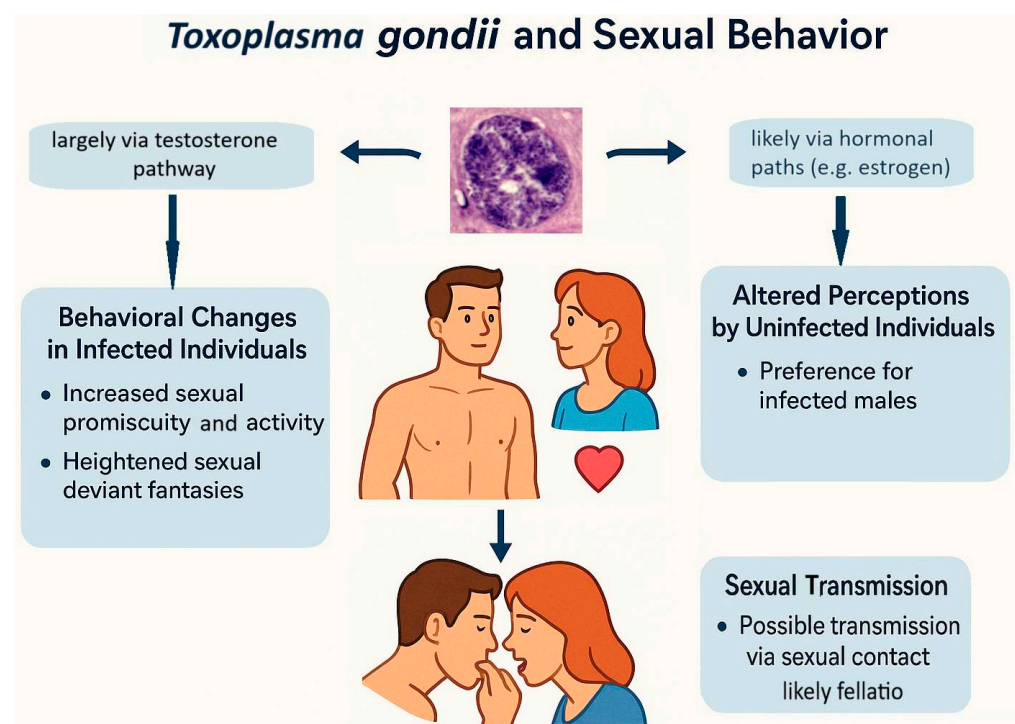 Toxoplasma gondii and Sexual Behavior
largely via testosterone
pathway
likely via hormonal
paths (e.g. estrogen)
Behavioral Changes
in Infected Individuals
• Increased sexual
promiscuity and activity
• Heightened sexual
deviant fantasies
Altered Perceptions
by Uninfected Individuals
• Preference for
infected males
Sexual Transmission
• Possible transmission
via sexual contact
likely fellatio